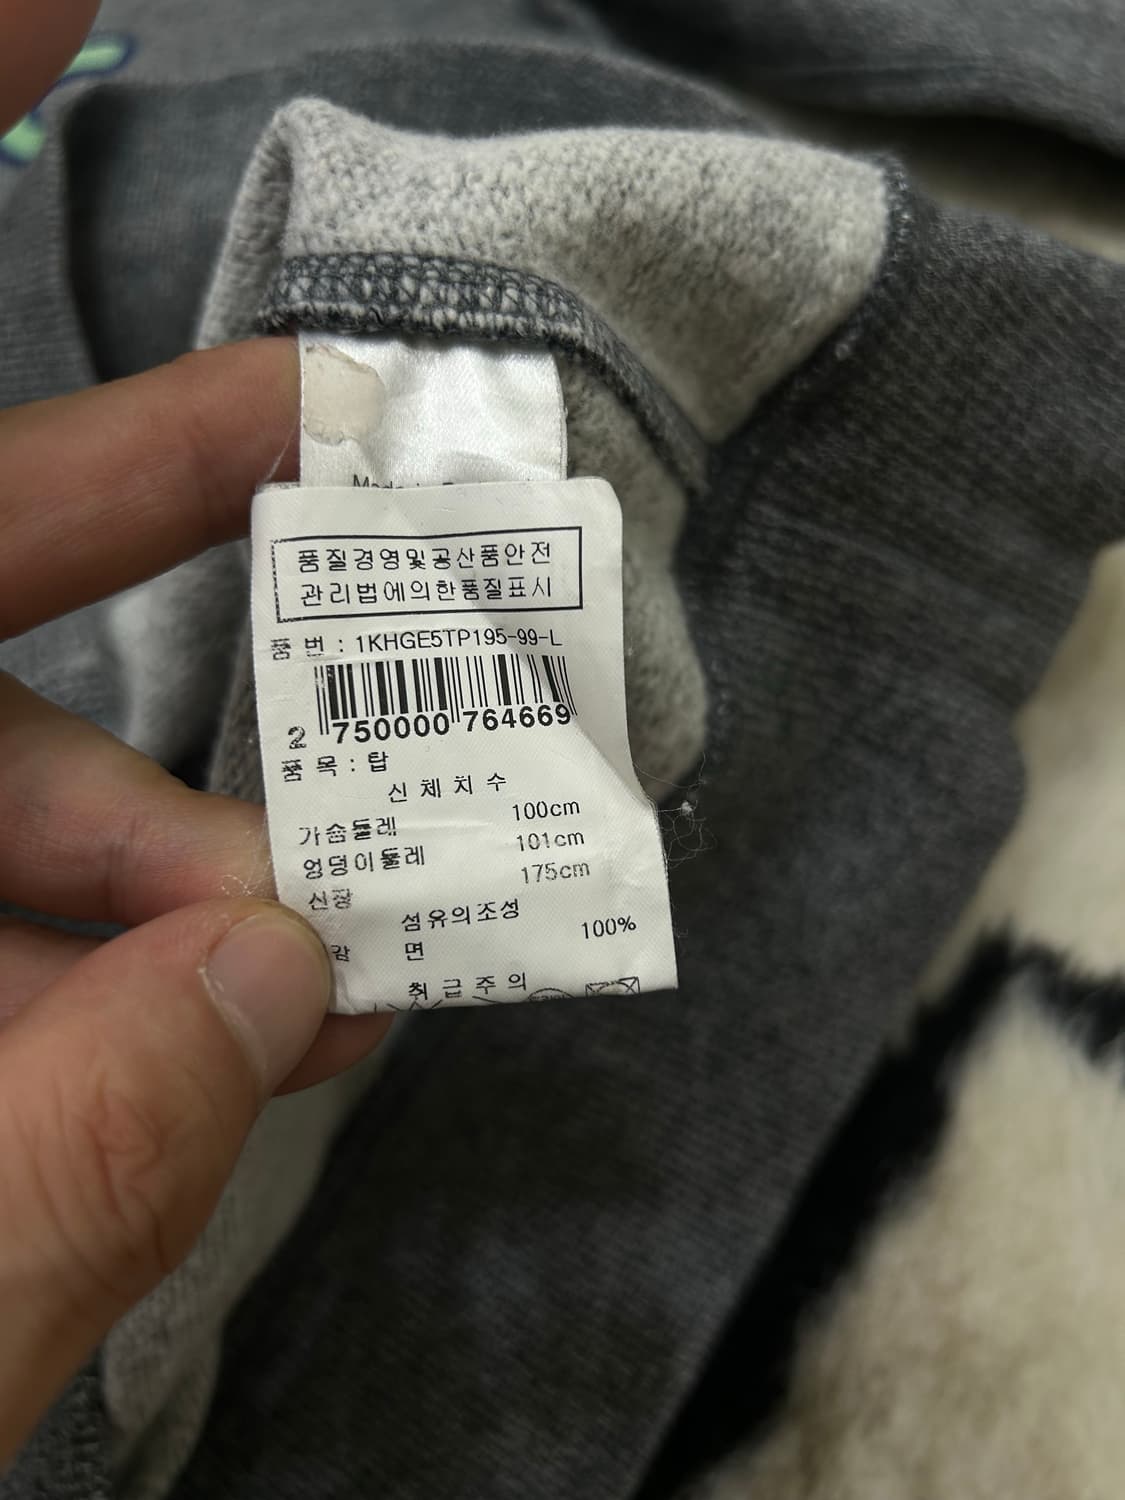 Made in
품질경영및공산품안전
관리법에의한품질표시
품 번 : 1KHGE5TP195-99-L
2 750000 764669
품 목 : 탑
신 체 치 수
가슴둘레 100cm
엉덩이둘레 101cm
신장 175cm
섬유의조성
감 면 100%
취 급 주 의